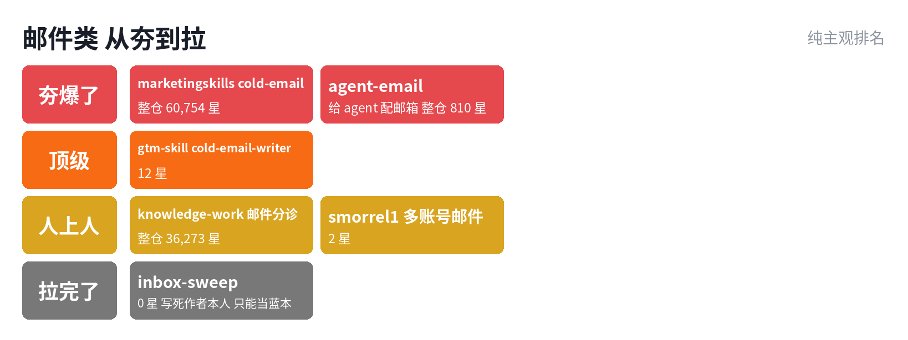 邮件类 从夯到拉
纯主观排名
夯爆了
marketingskills cold-email
整仓 60,754 星
agent-email
给 agent 配邮箱 整仓 810 星
顶级
gtm-skill cold-email-writer
12 星
人上人
knowledge-work 邮件分诊
整仓 36,273 星
smorrel1 多账号邮件
2 星
拉完了
inbox-sweep
0 星 写死作者本人 只能当蓝本